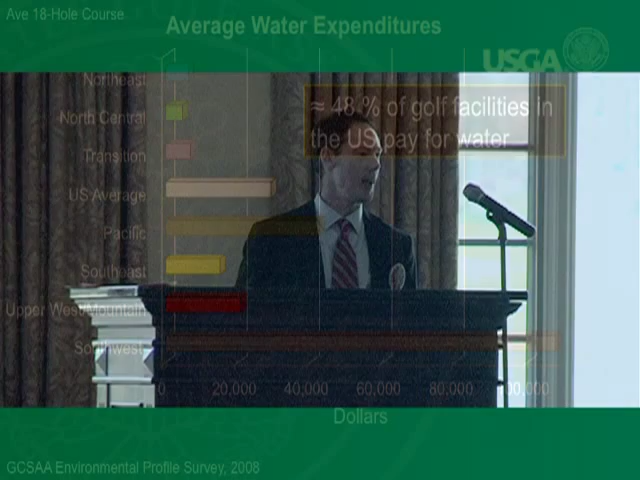 Ave 18-Hole Course
Average Water Expenditures
USGA
Northeast
North Central
Transition
US Average
Pacific
Southeast
Upper West/Mountain
Southwest
≈ 48 % of golf facilities in
the US pay for water
0 20,000 40,000 60,000 80,000 100,000
Dollars
GCSAA Environmental Profile Survey, 2008